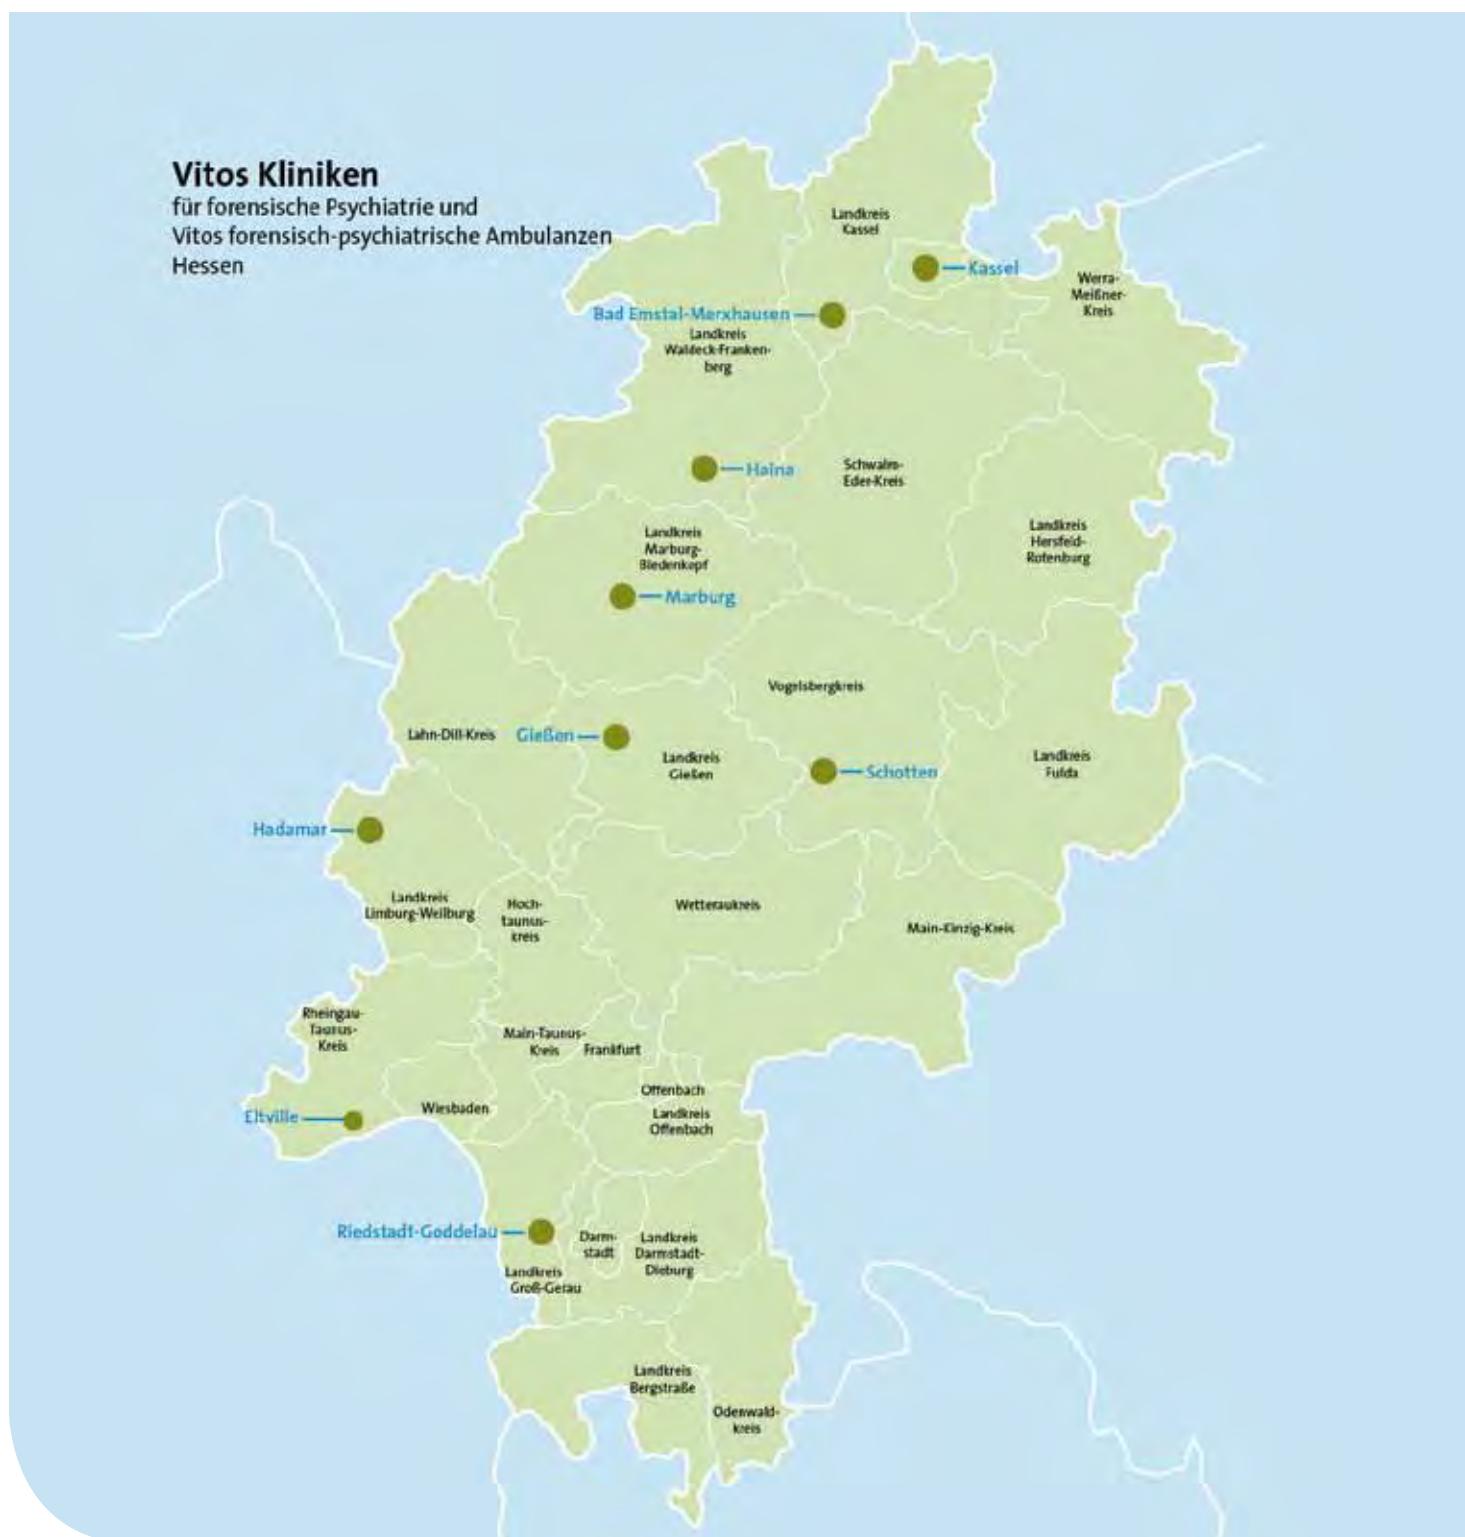 Vitos Kliniken
für forensische Psychiatrie und
Vitos forensisch-psychiatrische Ambulanzen
Hessen
Landkreis
Kassel
Kassel
Werra-
Meißner-
Kreis
Bad Emstal-Merxhausen
Landkreis
Waldeck-Franken-
berg
Haina
Schwalm-
Eder-Kreis
Landkreis
Hersfeld-
Rotenburg
Landkreis
Marburg-
Biedenkopf
Marburg
Vogelsbergkreis
Lahn-Dill-Kreis
Gießen
Landkreis
Gießen
Schotten
Landkreis
Fulda
Hadamar
Landkreis
Limburg-Weilburg
Hoch-
taunus-
kreis
Wetteraukreis
Main-Kinzig-Kreis
Rheingau-
Taunus-
Kreis
Main-Taunus-
Kreis
Frankfurt
Offenbach
Landkreis
Offenbach
Wiesbaden
Eltville
Riedstadt-Goddelau
Darm-
stadt
Landkreis
Darmstadt-
Dieburg
Landkreis
Groß-Gerau
Landkreis
Bergstraße
Odenwald-
kreis